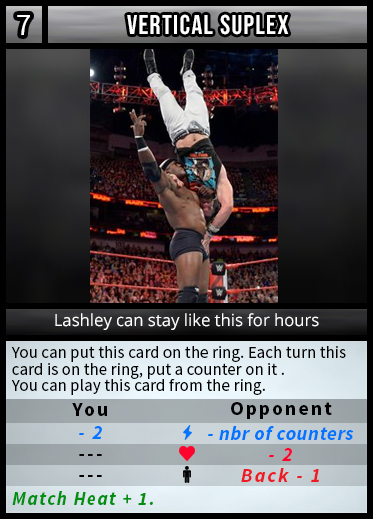 7 VERTICAL SUPLEX
Lashley can stay like this for hours
You can put this card on the ring. Each turn this
card is on the ring, put a counter on it .
You can play this card from the ring.
You Opponent
- 2 - nbr of counters
--- - 2
--- Back - 1
Match Heat + 1.